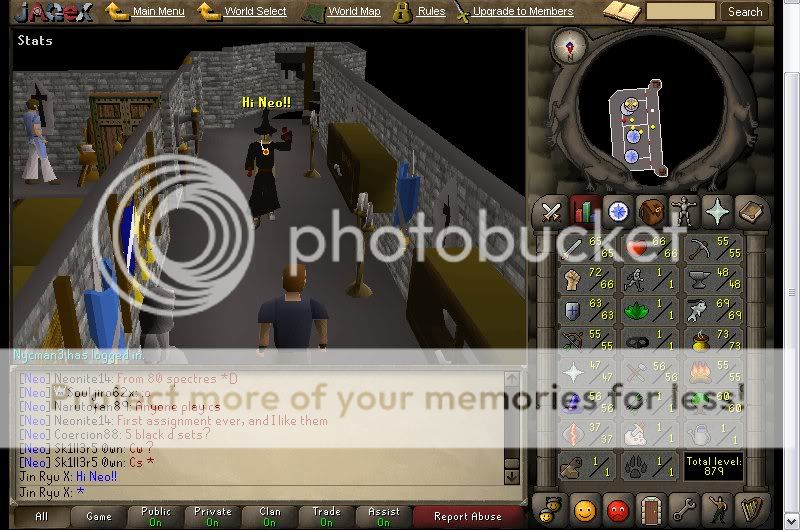 JAGEX Main Menu World Select World Map Rules Upgrade to Members Search
Stats
Hi Neo!!
N
photobucket
65 65 66 66 55 55
72 66 1 1 48 48
63 63 1 1 69 69
55 55 1 1 73 73
47 47 56 56 55 55
60
37 37 1 1 1 1
1 1 1 1 Total level: 879
Nycman3 has logged in.
Protect more of your memories for less!
[Neo] Neonite14: From 80 spectres *D
[Neo] Narutofan89: Anyone play cs
[Neo] Neonite14: First assignment ever, and I like them
[Neo] Coercion88: 5 black d sets?
[Neo] Sk1ll3r5 0wn: Cw ?
[Neo] Sk1ll3r5 0wn: Cs *
Jin Ryu X: Hi Neo!!
Jin Ryu X: *
All Game Public On Private On Clan On Trade On Assist On Report Abuse